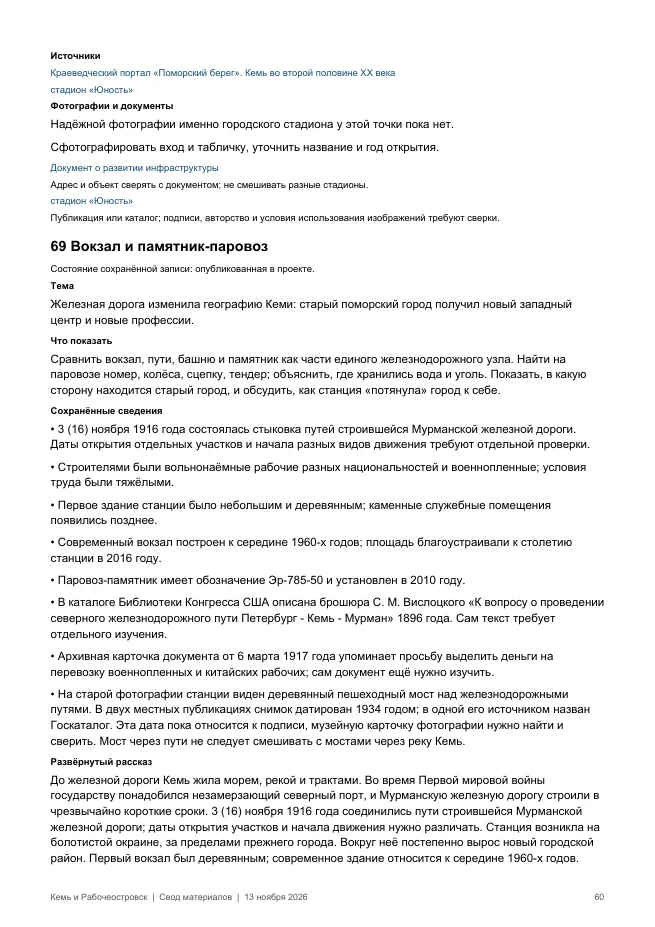 Источники
Краеведческий портал «Поморский берег». Кемь во второй половине XX века
стадион «Юность»
Фотографии и документы
Надёжной фотографии именно городского стадиона у этой точки пока нет.
Сфотографировать вход и табличку, уточнить название и год открытия.
Документ о развитии инфраструктуры
Адрес и объект сверять с документом; не смешивать разные стадионы.
стадион «Юность»
Публикация или каталог; подписи, авторство и условия использования изображений требуют сверки.
69 Вокзал и памятник-паровоз
Состояние сохранённой записи: опубликованная в проекте.
Тема
Железная дорога изменила географию Кеми: старый поморский город получил новый западный
центр и новые профессии.
Что показать
Сравнить вокзал, пути, башню и памятник как части единого железнодорожного узла. Найти на
паровозе номер, колёса, сцепку, тендер; объяснить, где хранились вода и уголь. Показать, в какую
сторону находится старый город, и обсудить, как станция «потянула» город к себе.
Сохранённые сведения
• 3 (16) ноября 1916 года состоялась стыковка путей строившейся Мурманской железной дороги.
Даты открытия отдельных участков и начала разных видов движения требуют отдельной проверки.
• Строителями были вольнонаёмные рабочие разных национальностей и военнопленные; условия
труда были тяжёлыми.
• Первое здание станции было небольшим и деревянным; каменные служебные помещения
появились позднее.
• Современный вокзал построен к середине 1960-х годов; площадь благоустраивали к столетию
станции в 2016 году.
• Паровоз-памятник имеет обозначение Эр-785-50 и установлен в 2010 году.
• В каталоге Библиотеки Конгресса США описана брошюра С. М. Вислоцкого «К вопросу о проведении
северного железнодорожного пути Петербург - Кемь - Мурман» 1896 года. Сам текст требует
отдельного изучения.
• Архивная карточка документа от 6 марта 1917 года упоминает просьбу выделить деньги на
перевозку военнопленных и китайских рабочих; сам документ ещё нужно изучить.
• На старой фотографии станции виден деревянный пешеходный мост над железнодорожными
путями. В двух местных публикациях снимок датирован 1934 годом; в одной его источником назван
Госкаталог. Эта дата пока относится к подписи, музейную карточку фотографии нужно найти и
сверить. Мост через пути не следует смешивать с мостами через реку Кемь.
Развёрнутый рассказ
До железной дороги Кемь жила морем, рекой и трактами. Во время Первой мировой войны
государству понадобился незамерзающий северный порт, и Мурманскую железную дорогу строили в
чрезвычайно короткие сроки. 3 (16) ноября 1916 года соединились пути строившейся Мурманской
железной дороги; даты открытия участков и начала движения нужно различать. Станция возникла на
болотистой окраине, за пределами прежнего города. Вокруг неё постепенно вырос новый городской
район. Первый вокзал был деревянным; современное здание относится к середине 1960-х годов.
Кемь и Рабочеостровск | Свод материалов | 13 ноября 2026
60